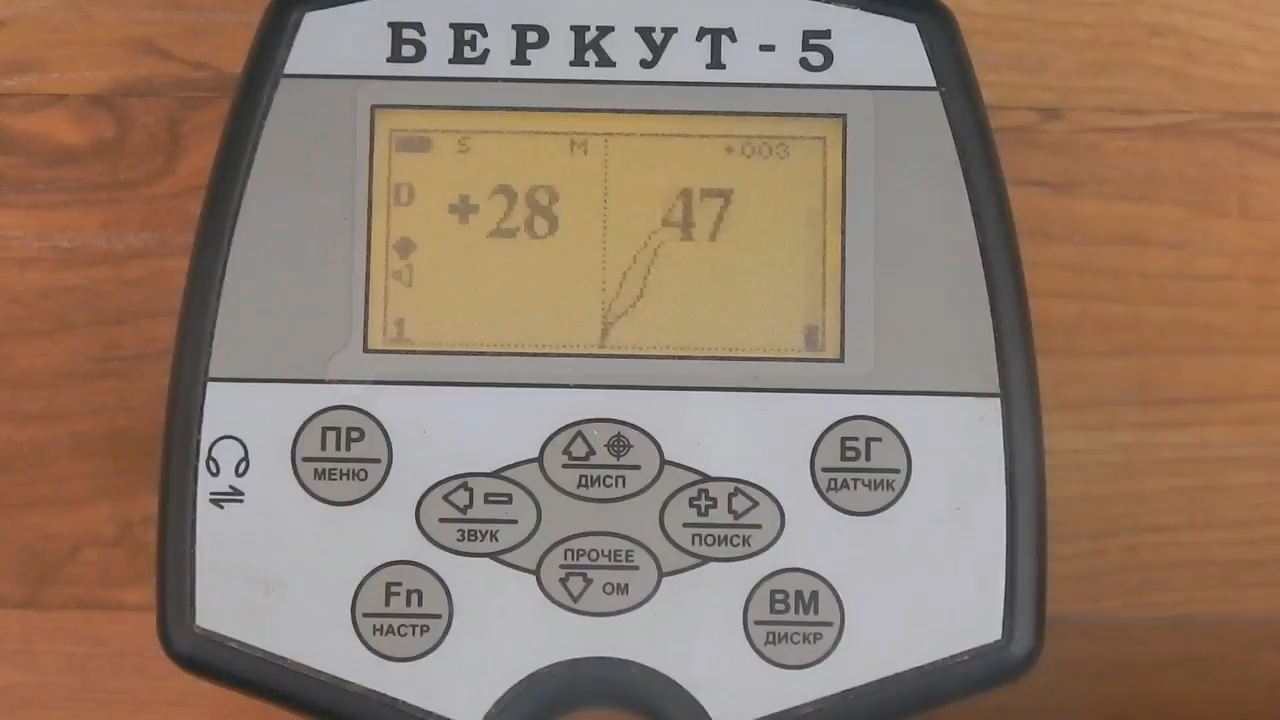 БЕРКУТ-5
S M +003
D
+28 47
1
ПР
МЕНЮ
ДИСП
БГ
ДАТЧИК
- ЗВУК
+ ПОИСК
ПРОЧЕЕ
ОМ
Fn
НАСТР
ВМ
ДИСКР